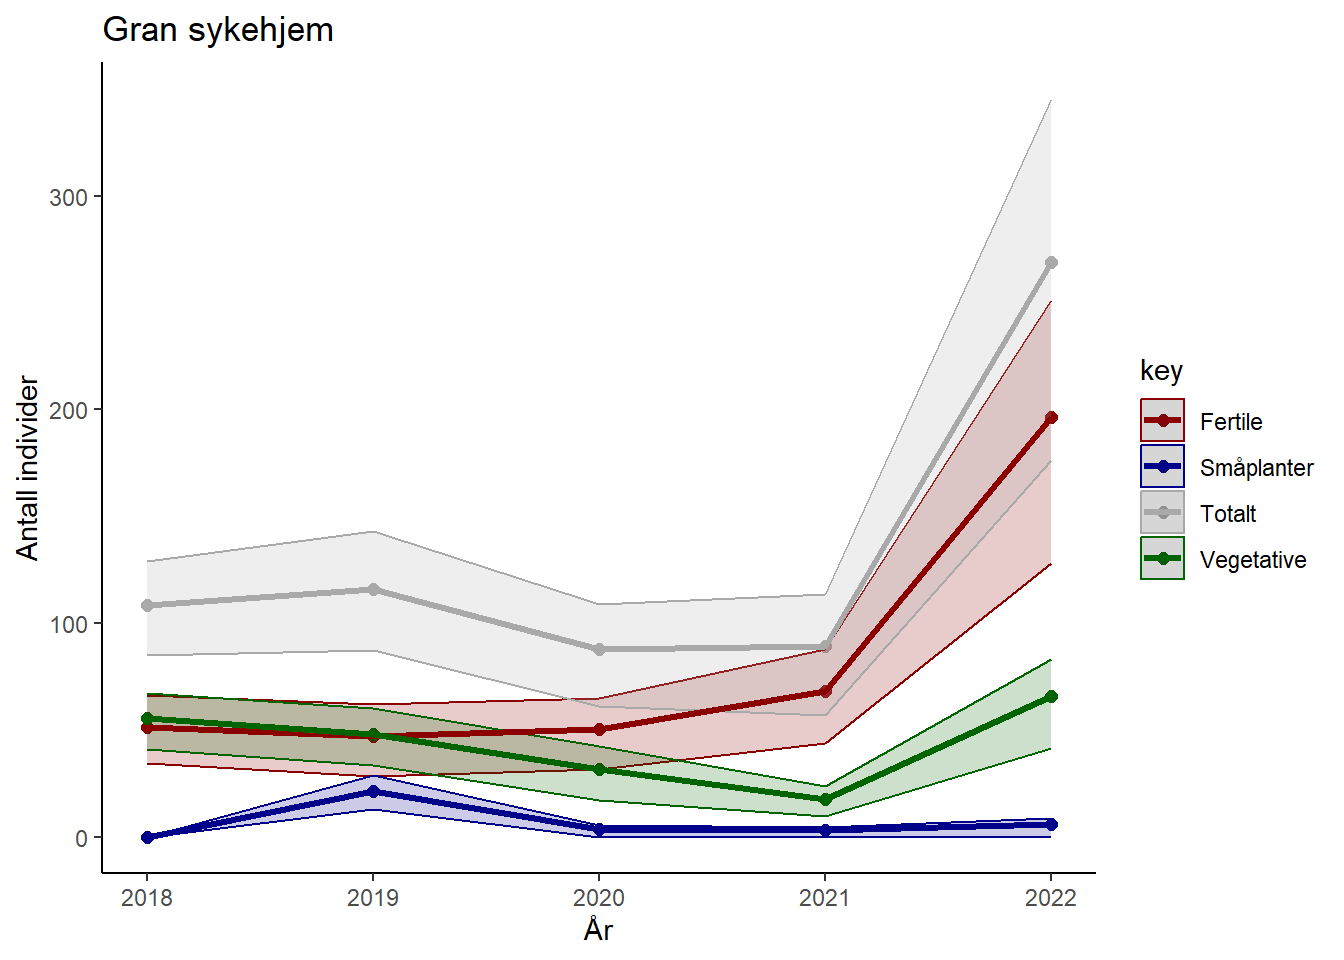 Gran sykehjem
Antall individer
300
200
100
0
2018 2019 2020 2021 2022
År
key
Fertile
Småplanter
Totalt
Vegetative